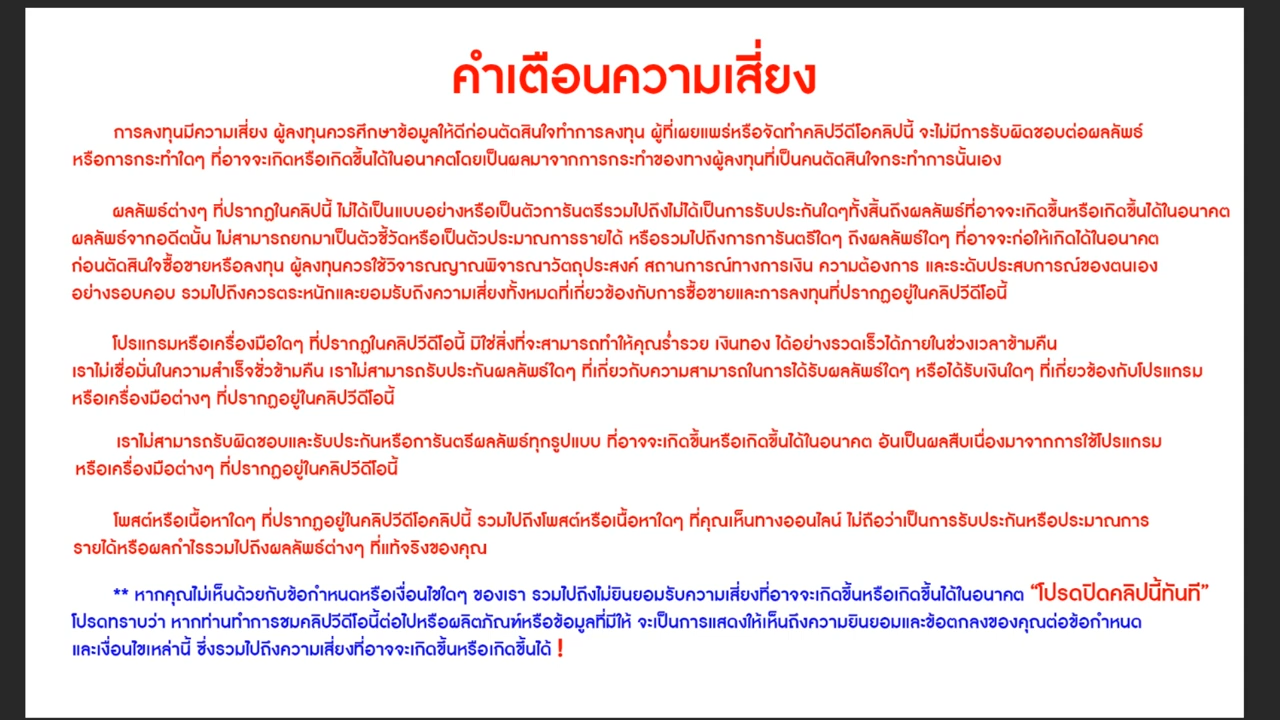 คำเตือนความเสี่ยง
การลงทุนมีความเสี่ยง ผู้ลงทุนควรศึกษาข้อมูลให้ดีก่อนตัดสินใจทำการลงทุน ผู้ที่เผยแพร่หรือจัดทำคลิปวีดีโอคลิปนี้ จะไม่มีการรับผิดชอบต่อผลลัพธ์
หรือการกระทำใดๆ ที่อาจจะเกิดหรือเกิดขึ้นได้ในอนาคตโดยเป็นผลมาจากการกระทำของทางผู้ลงทุนที่เป็นคนตัดสินใจกระทำการนั้นเอง
ผลลัพธ์ต่างๆ ที่ปรากฏในคลิปนี้ ไม่ได้เป็นแบบอย่างหรือเป็นตัวการันตรีรวมไปถึงไม่ได้เป็นการรับประกันใดๆทั้งสิ้นถึงผลลัพธ์ที่อาจจะเกิดขึ้นหรือเกิดขึ้นได้ในอนาคต
ผลลัพธ์จากอดีตนั้น ไม่สามารถยกมาเป็นตัวชี้วัดหรือเป็นตัวประมาณการรายได้ หรือรวมไปถึงการการันตรีใดๆ ถึงผลลัพธ์ใดๆ ที่อาจจะก่อให้เกิดได้ในอนาคต
ก่อนตัดสินใจซื้อขายหรือลงทุน ผู้ลงทุนควรใช้วิจารณญาณพิจารณาวัตถุประสงค์ สถานการณ์ทางการเงิน ความต้องการ และระดับประสบการณ์ของตนเอง
อย่างรอบคอบ รวมไปถึงควรตระหนักและยอมรับถึงความเสี่ยงทั้งหมดที่เกี่ยวข้องกับการซื้อขายและการลงทุนที่ปรากฏอยู่ในคลิปวีดีโอนี้
โปรแกรมหรือเครื่องมือใดๆ ที่ปรากฏในคลิปวีดีโอนี้ มิใช่สิ่งที่จะสามารถทำให้คุณร่ำรวย เงินทอง ได้อย่างรวดเร็วได้ภายในช่วงเวลาข้ามคืน
เราไม่เชื่อมั่นในความสำเร็จชั่วข้ามคืน เราไม่สามารถรับประกันผลลัพธ์ใดๆ ที่เกี่ยวกับความสามารถในการได้รับผลลัพธ์ใดๆ หรือได้รับเงินใดๆ ที่เกี่ยวข้องกับโปรแกรม
หรือเครื่องมือต่างๆ ที่ปรากฏอยู่ในคลิปวีดีโอนี้
เราไม่สามารถรับผิดชอบและรับประกันหรือการันตรีผลลัพธ์ทุกรูปแบบ ที่อาจจะเกิดขึ้นหรือเกิดขึ้นได้ในอนาคต อันเป็นผลสืบเนื่องมาจากการใช้โปรแกรม
หรือเครื่องมือต่างๆ ที่ปรากฏอยู่ในคลิปวีดีโอนี้
โพสต์หรือเนื้อหาใดๆ ที่ปรากฏอยู่ในคลิปวีดีโอคลิปนี้ รวมไปถึงโพสต์หรือเนื้อหาใดๆ ที่คุณเห็นทางออนไลน์ ไม่ถือว่าเป็นการรับประกันหรือประมาณการ
รายได้หรือผลกำไรรวมไปถึงผลลัพธ์ต่างๆ ที่แท้จริงของคุณ
** หากคุณไม่เห็นด้วยกับข้อกำหนดหรือเงื่อนไขใดๆ ของเรา รวมไปถึงไม่ยินยอมรับความเสี่ยงที่อาจจะเกิดขึ้นหรือเกิดขึ้นได้ในอนาคต “โปรดปิดคลิปนี้ทันที”
โปรดทราบว่า หากท่านทำการชมคลิปวีดีโอนี้ต่อไปหรือผลิตภัณฑ์หรือข้อมูลที่มีให้ จะเป็นการแสดงให้เห็นถึงความยินยอมและข้อตกลงของคุณต่อข้อกำหนด
และเงื่อนไขเหล่านี้ ซึ่งรวมไปถึงความเสี่ยงที่อาจจะเกิดขึ้นหรือเกิดขึ้นได้ !